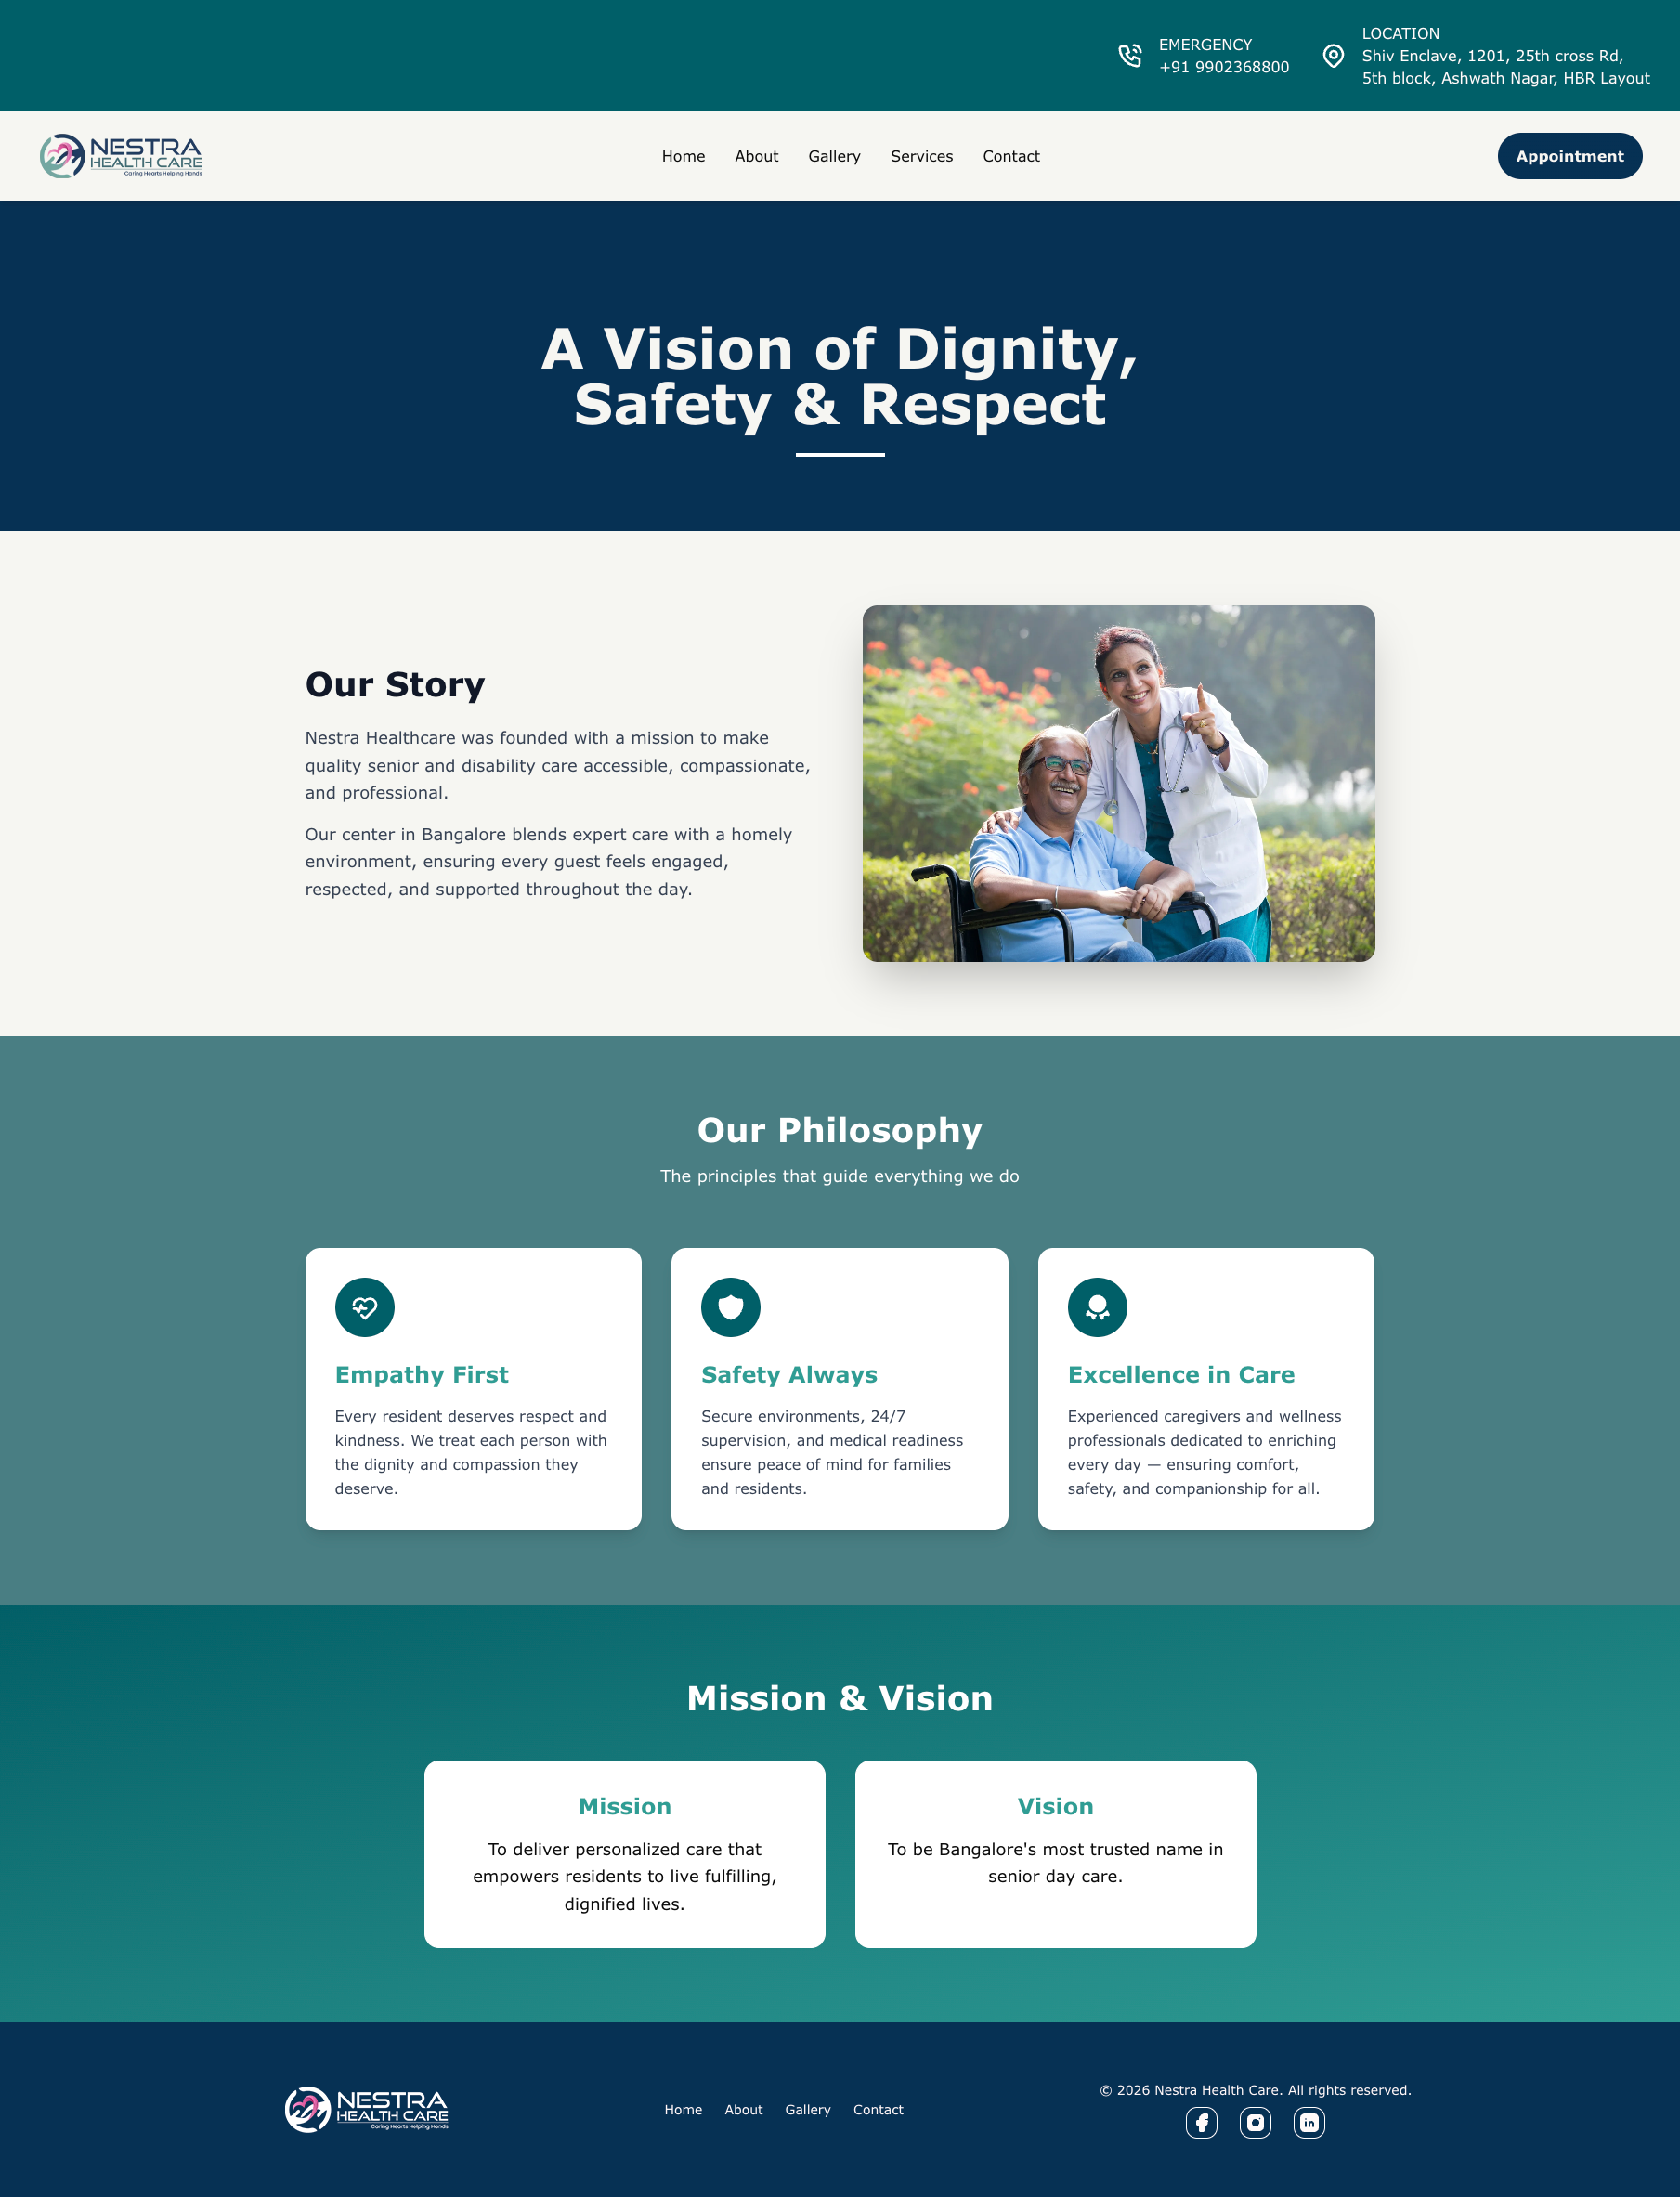 EMERGENCY
+91 9902368800
LOCATION
Shiv Enclave, 1201, 25th cross Rd,
5th block, Ashwath Nagar, HBR Layout
NESTRA
HEALTH CARE
Caring Hearts Helping Hands
Home
About
Gallery
Services
Contact
Appointment
A Vision of Dignity,
Safety & Respect
Our Story
Nestra Healthcare was founded with a mission to make
quality senior and disability care accessible, compassionate,
and professional.
Our center in Bangalore blends expert care with a homely
environment, ensuring every guest feels engaged,
respected, and supported throughout the day.
Our Philosophy
The principles that guide everything we do
Empathy First
Every resident deserves respect and
kindness. We treat each person with
the dignity and compassion they
deserve.
Safety Always
Secure environments, 24/7
supervision, and medical readiness
ensure peace of mind for families
and residents.
Excellence in Care
Experienced caregivers and wellness
professionals dedicated to enriching
every day — ensuring comfort,
safety, and companionship for all.
Mission & Vision
Mission
To deliver personalized care that
empowers residents to live fulfilling,
dignified lives.
Vision
To be Bangalore's most trusted name in
senior day care.
NESTRA
HEALTH CARE
Caring Hearts Helping Hands
Home
About
Gallery
Contact
© 2026 Nestra Health Care. All rights reserved.